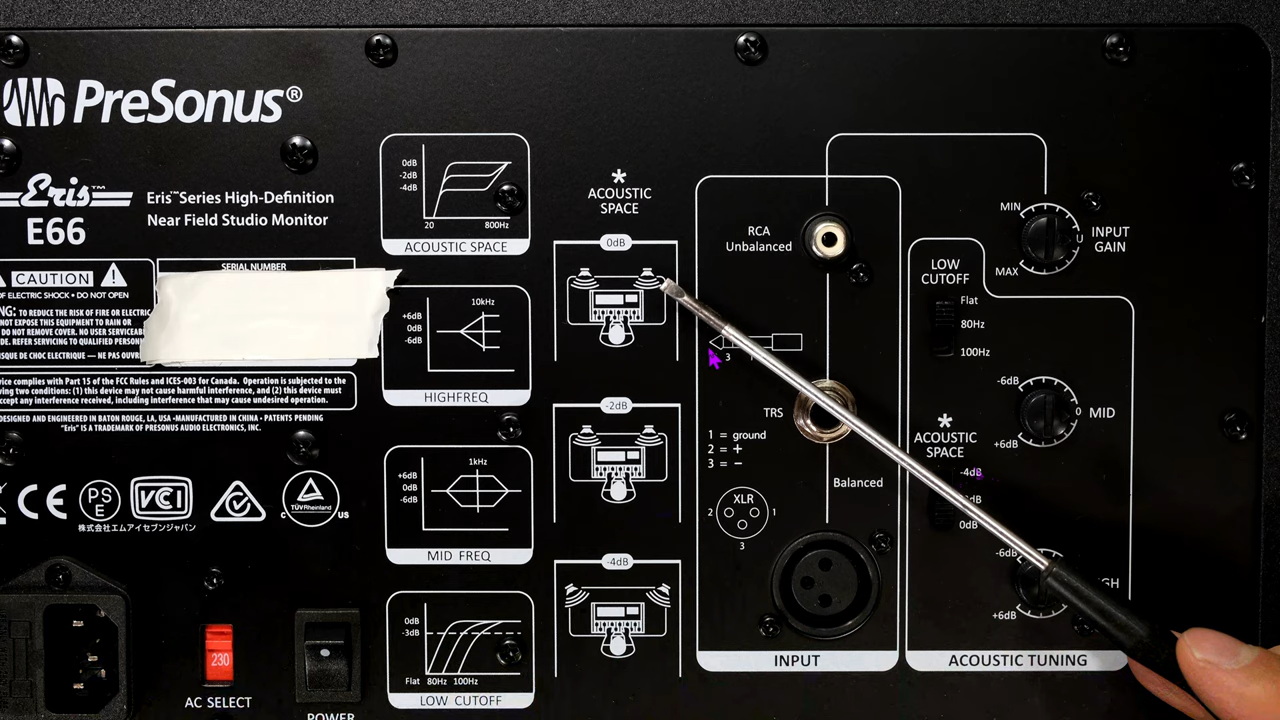 PreSonus®
Eris™
E66
Eris™Series High-Definition
Near Field Studio Monitor
CAUTION
OF ELECTRIC SHOCK • DO NOT OPEN
SERIAL NUMBER
TO REDUCE THE RISK OF FIRE OR ELECTRIC
NOT EXPOSE THIS EQUIPMENT TO RAIN OR
DO NOT REMOVE COVER. NO USER SERVICEABLE
REFER SERVICING TO QUALIFIED
DE CHOC ELECTRIQUE — NE PAS
complies with Part 15 of the FCC Rules and ICES-003 for Canada. Operation is subjected to the
two conditions: (1) this device may not cause harmful interference, and (2) this device must
accept any interference received, including interference that may cause undesired operation.
DESIGNED AND ENGINEERED IN BATON ROUGE, LA, USA •MANUFACTURED IN CHINA • PATENTS PENDING
"Eris" IS A TRADEMARK OF PRESONUS AUDIO ELECTRONICS, INC.
CE
PS
E
VCI
TÜVRheinland
C
US
株式会社エムアイセブンジャパン
230
AC SELECT
POWER
0dB
-2dB
-4dB
20
800Hz
ACOUSTIC SPACE
10kHz
+6dB
0dB
-6dB
HIGHFREQ
1kHz
+6dB
0dB
-6dB
MID FREQ
0dB
-3dB
Flat 80Hz 100Hz
LOW CUTOFF
*
ACOUSTIC
SPACE
0dB
-2dB
-4dB
RCA
Unbalanced
3
TRS
1 = ground
2 = +
3 = −
Balanced
XLR
2
1
3
INPUT
MIN
MAX
INPUT
GAIN
LOW
CUTOFF
Flat
80Hz
100Hz
-6dB
0
+6dB
MID
*
ACOUSTIC
SPACE
-4dB
0dB
-6dB
+6dB
ACOUSTIC TUNING